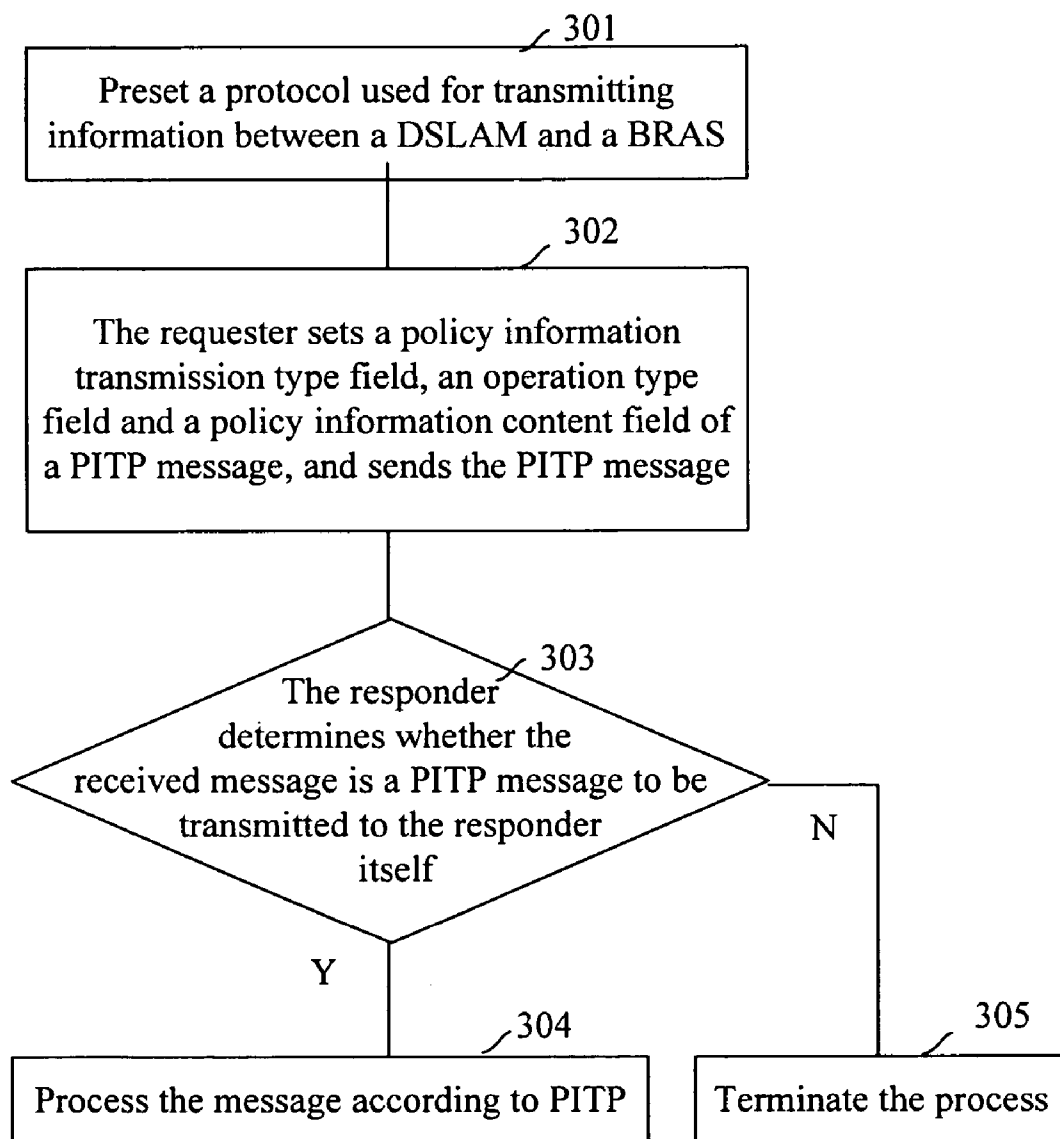 301
Preset a protocol used for transmitting
information between a DSLAM and a BRAS
302
The requester sets a policy information
transmission type field, an operation type
field and a policy information content field of
a PITP message, and sends the PITP message
303
The responder
determines whether the
received message is a PITP message to be
transmitted to the responder
itself
N
Y
304
Process the message according to PITP
305
Terminate the process